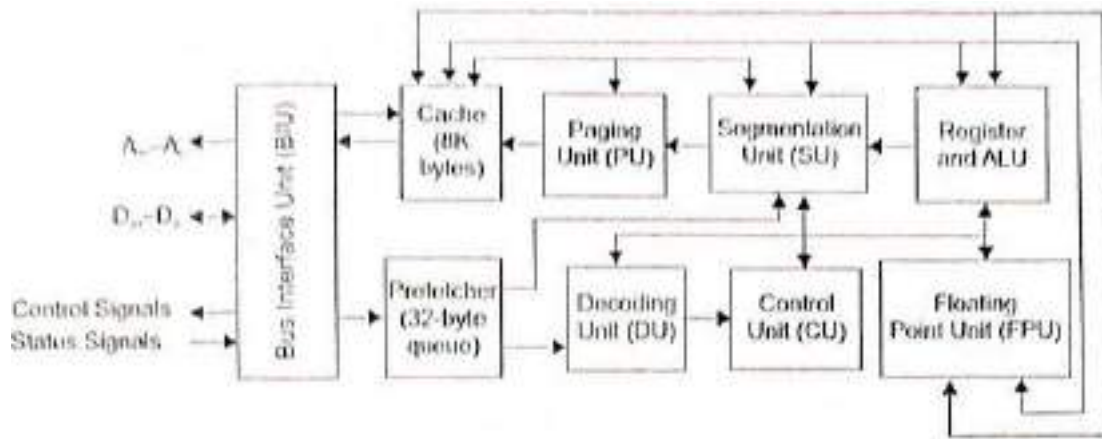 Bus Interface Unit (BIU)
Control Signals
Status Signals
Cache
(8K
bytes)
Paging
Unit (PU)
Segmentation
Unit (SU)
Register
and ALU
Prefetcher
(32-byte
queue)
Decoding
Unit (DU)
Control
Unit (CU)
Floating
Point Unit (FPU)